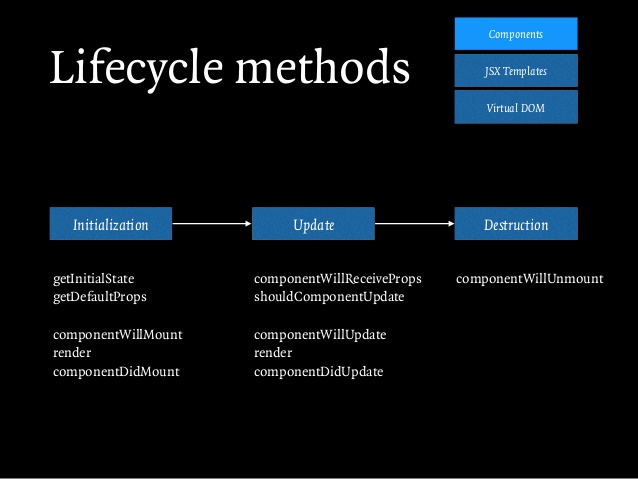 Lifecycle methods
Components
JSX Templates
Virtual DOM
Initialization
Update
Destruction
getInitialState
getDefaultProps
componentWillMount
render
componentDidMount
componentWillReceiveProps
shouldComponentUpdate
componentWillUpdate
render
componentDidUpdate
componentWillUnmount